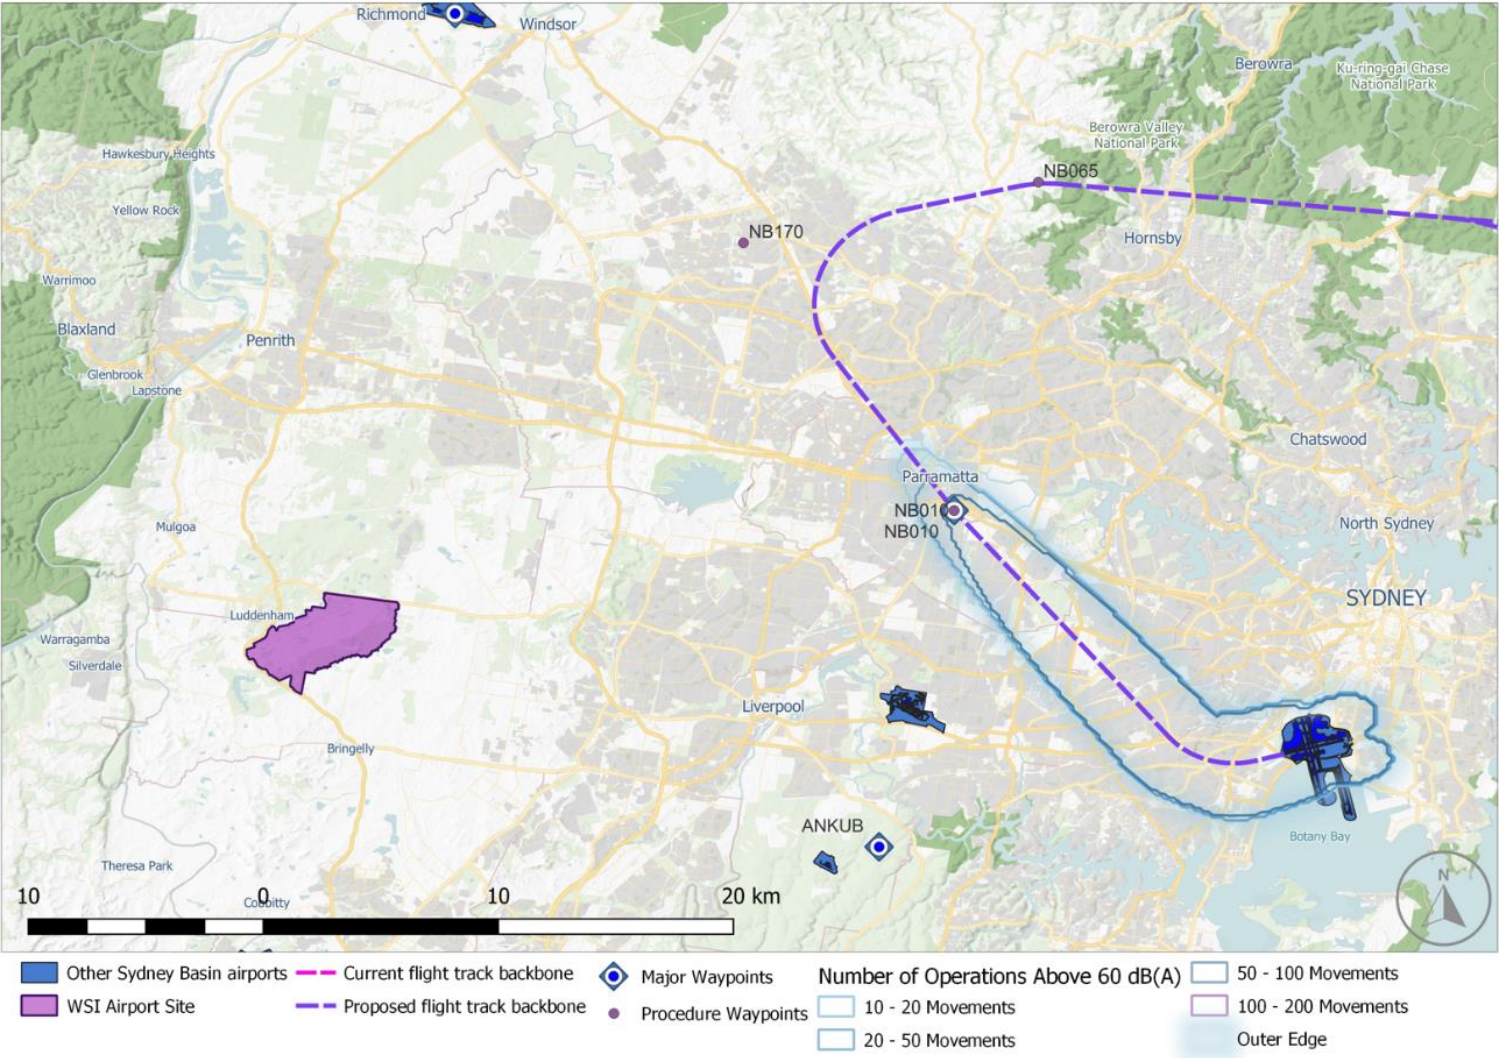 Richmond
Windsor
Berowra
Ku-ring-gai Chase
National Park
Berowra Valley
National Park
Hawkesbury Heights
NB065
Yellow Rock
NB170
Hornsby
Warrimoo
Blaxland
Penrith
Glenbrook
Lapstone
Chatswood
Parramatta
NB010
NB010
Mulgoa
North Sydney
SYDNEY
Luddenham
Warragamba
Silverdale
Liverpool
Bringelly
ANKUB
Botany Bay
Theresa Park
N
10 0 10 20 km
Cobbitty
Other Sydney Basin airports
WSI Airport Site
Current flight track backbone
Proposed flight track backbone
Major Waypoints
Procedure Waypoints
Number of Operations Above 60 dB(A)
10 - 20 Movements
20 - 50 Movements
50 - 100 Movements
100 - 200 Movements
Outer Edge